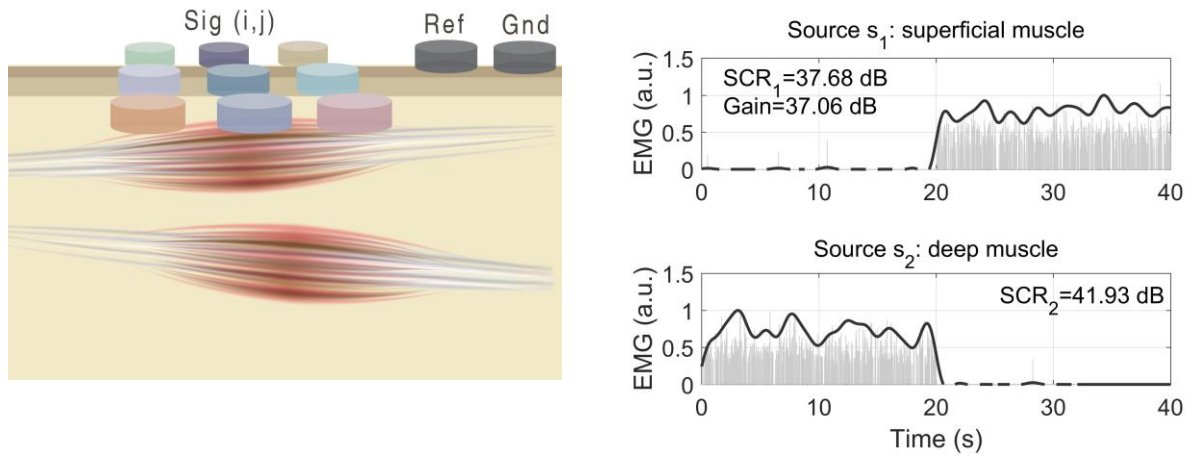 Sig (i,j)
Ref
Gnd
Source s1: superficial muscle
EMG (a.u.)
1.5
1
0.5
0
SCR1=37.68 dB
Gain=37.06 dB
0 10 20 30 40
Source s2: deep muscle
EMG (a.u.)
1.5
1
0.5
0
SCR2=41.93 dB
0 10 20 30 40
Time (s)